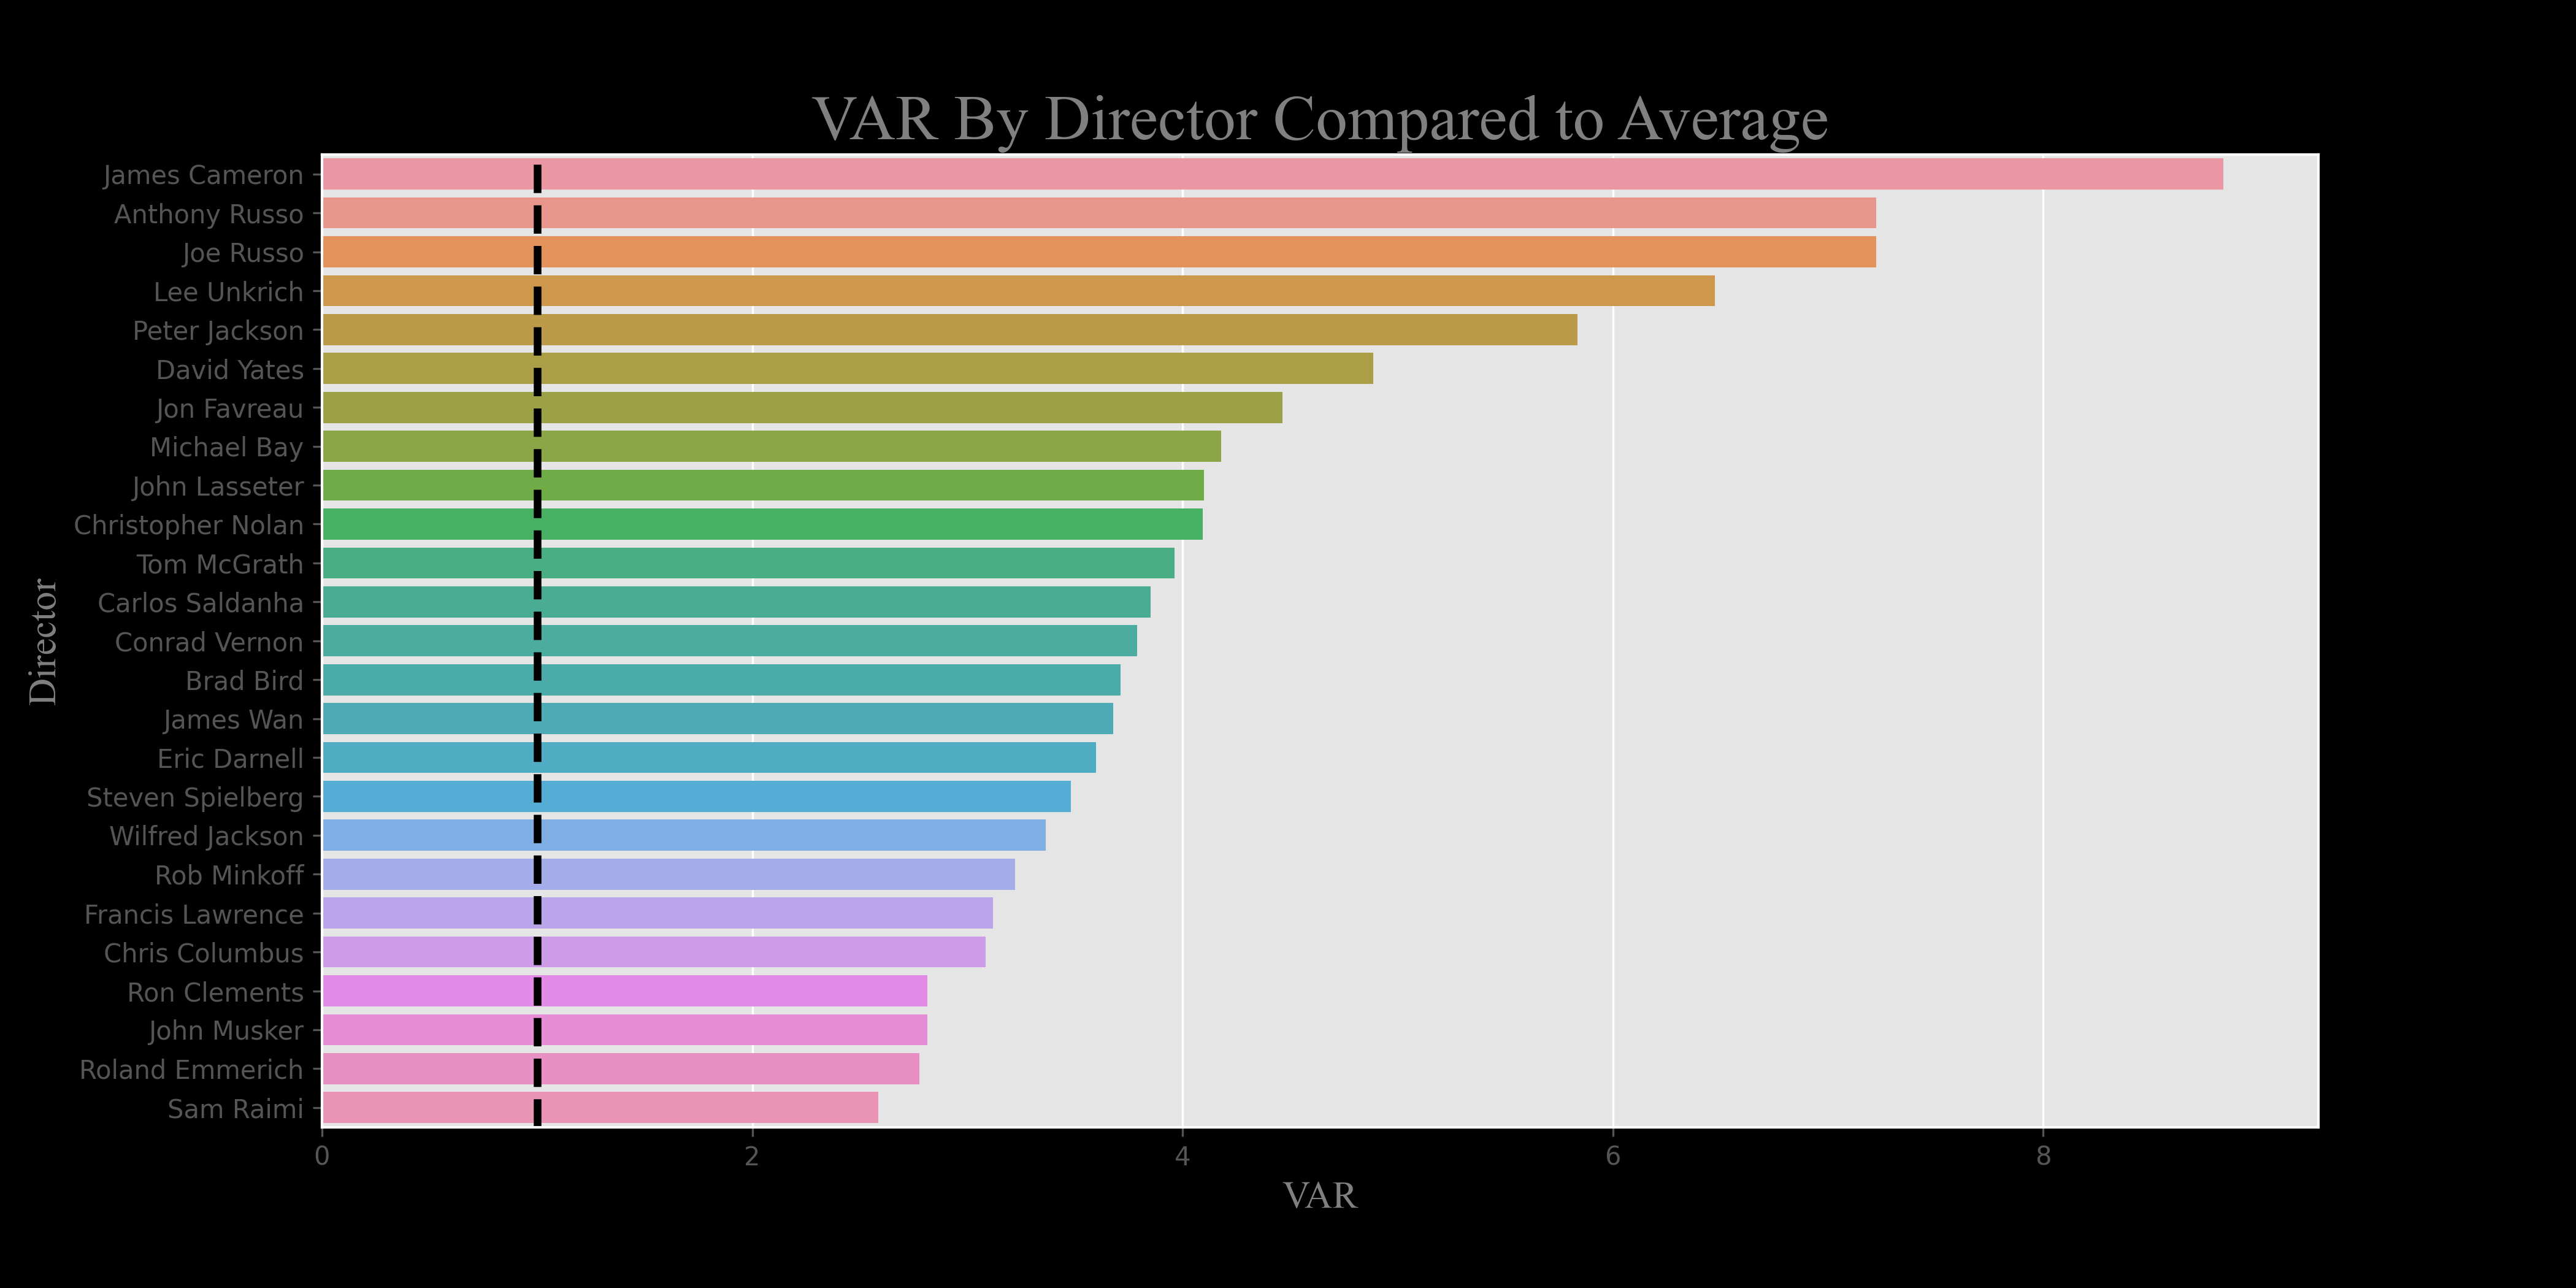 VAR By Director Compared to Average
Director
James Cameron
Anthony Russo
Joe Russo
Lee Unkrich
Peter Jackson
David Yates
Jon Favreau
Michael Bay
John Lasseter
Christopher Nolan
Tom McGrath
Carlos Saldanha
Conrad Vernon
Brad Bird
James Wan
Eric Darnell
Steven Spielberg
Wilfred Jackson
Rob Minkoff
Francis Lawrence
Chris Columbus
Ron Clements
John Musker
Roland Emmerich
Sam Raimi
0 2 4 6 8
VAR